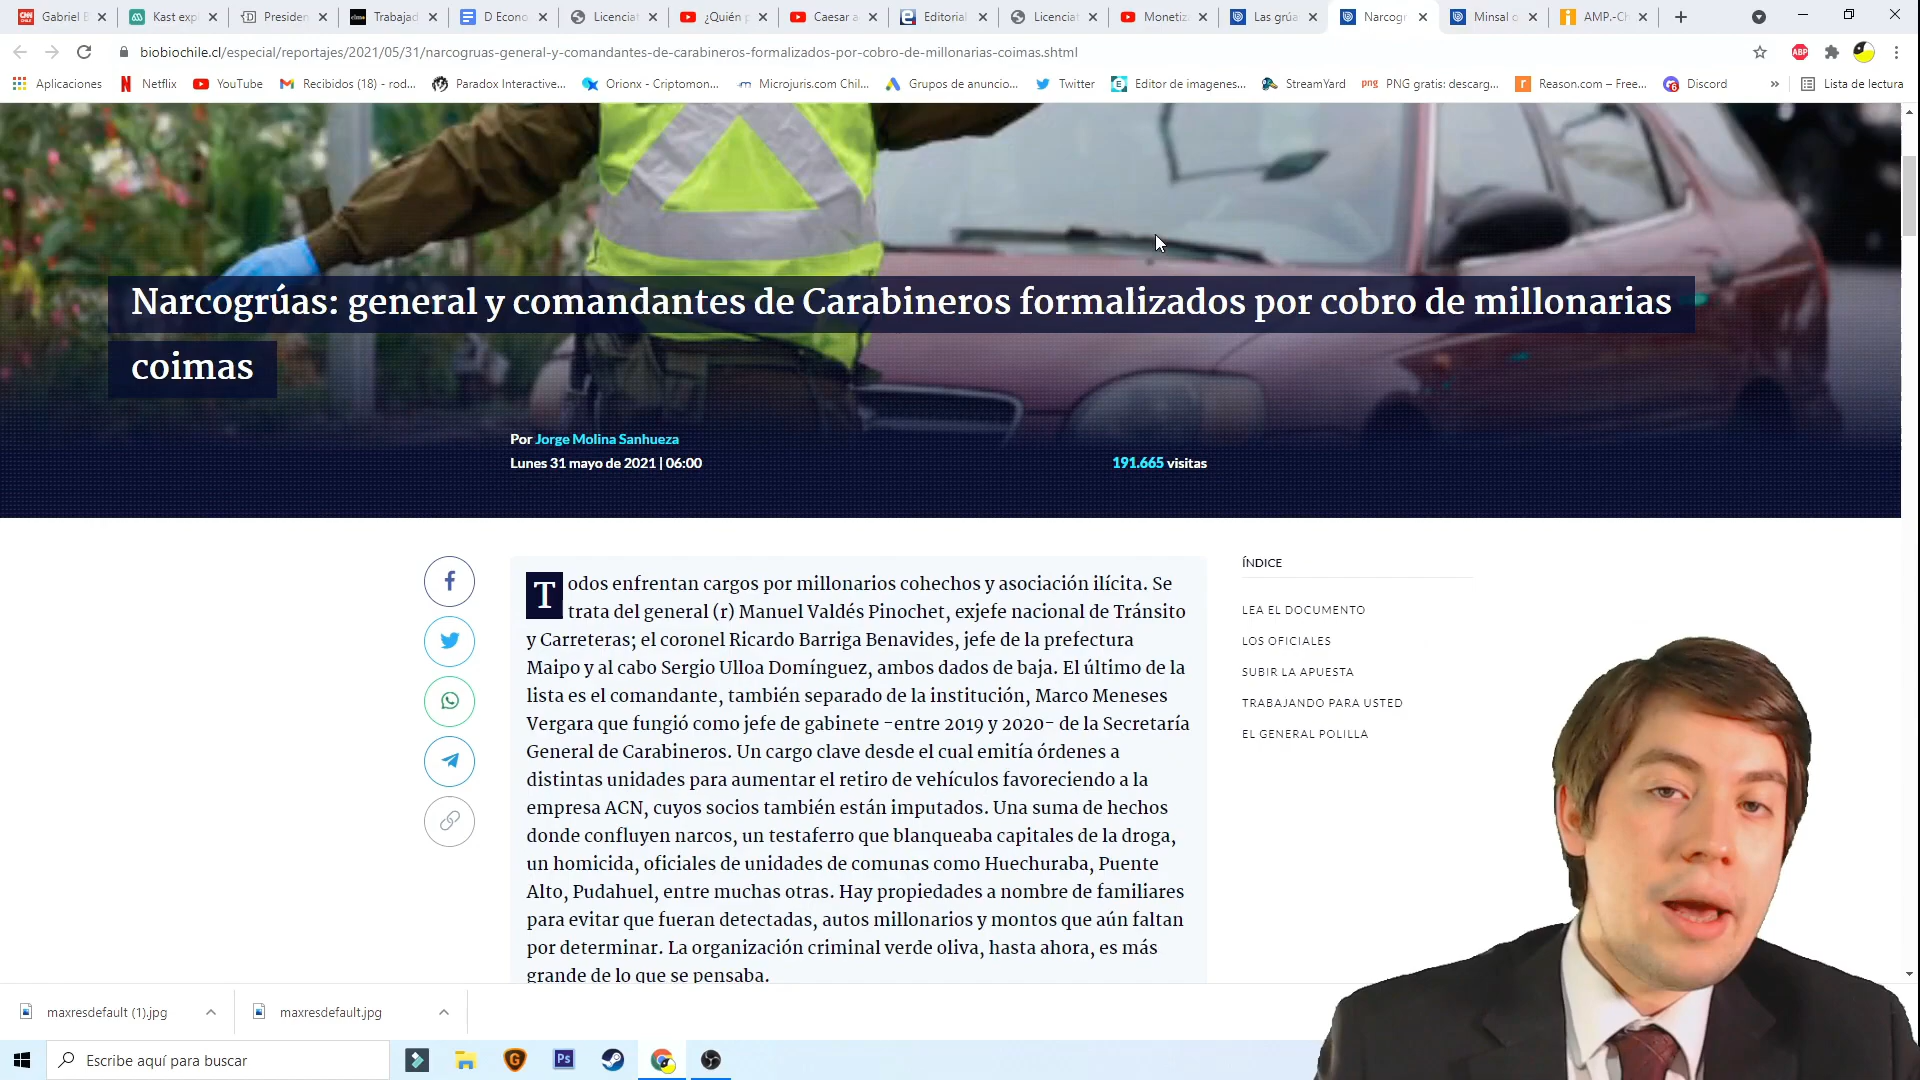 Gabriel B
Kast exp
Presiden
Trabajad
D Econo
Licenciat
¿Quién p
Caesar a
Editorial
Licenciat
Monetiz
Las grúa
Narcogr
Minsal o
AMP.-Ch
biobiochile.cl/especial/reportajes/2021/05/31/narcogruas-general-y-comandantes-de-carabineros-formalizados-por-cobro-de-millonarias-coimas.shtml
ABP
Aplicaciones
Netflix
YouTube
Recibidos (18) - rod...
Paradox Interactive...
Orionx - Criptomon...
Microjuris.com Chil...
Grupos de anuncio...
Twitter
Editor de imagenes...
StreamYard
png PNG gratis: descarg...
Reason.com – Free...
Discord
»
Lista de lectura
Narcogrúas: general y comandantes de Carabineros formalizados por cobro de millonarias
coimas
Por Jorge Molina Sanhueza
Lunes 31 mayo de 2021 | 06:00
191.665 visitas
Todos enfrentan cargos por millonarios cohechos y asociación ilícita. Se
trata del general (r) Manuel Valdés Pinochet, exjefe nacional de Tránsito
y Carreteras; el coronel Ricardo Barriga Benavides, jefe de la prefectura
Maipo y al cabo Sergio Ulloa Domínguez, ambos dados de baja. El último de la
lista es el comandante, también separado de la institución, Marco Meneses
Vergara que fungió como jefe de gabinete -entre 2019 y 2020- de la Secretaría
General de Carabineros. Un cargo clave desde el cual emitía órdenes a
distintas unidades para aumentar el retiro de vehículos favoreciendo a la
empresa ACN, cuyos socios también están imputados. Una suma de hechos
donde confluyen narcos, un testaferro que blanqueaba capitales de la droga,
un homicida, oficiales de unidades de comunas como Huechuraba, Puente
Alto, Pudahuel, entre muchas otras. Hay propiedades a nombre de familiares
para evitar que fueran detectadas, autos millonarios y montos que aún faltan
por determinar. La organización criminal verde oliva, hasta ahora, es más
grande de lo que se pensaba.
ÍNDICE
LEA EL DOCUMENTO
LOS OFICIALES
SUBIR LA APUESTA
TRABAJANDO PARA USTED
EL GENERAL POLILLA
maxresdefault (1).jpg
maxresdefault.jpg
Escribe aquí para buscar
Ps